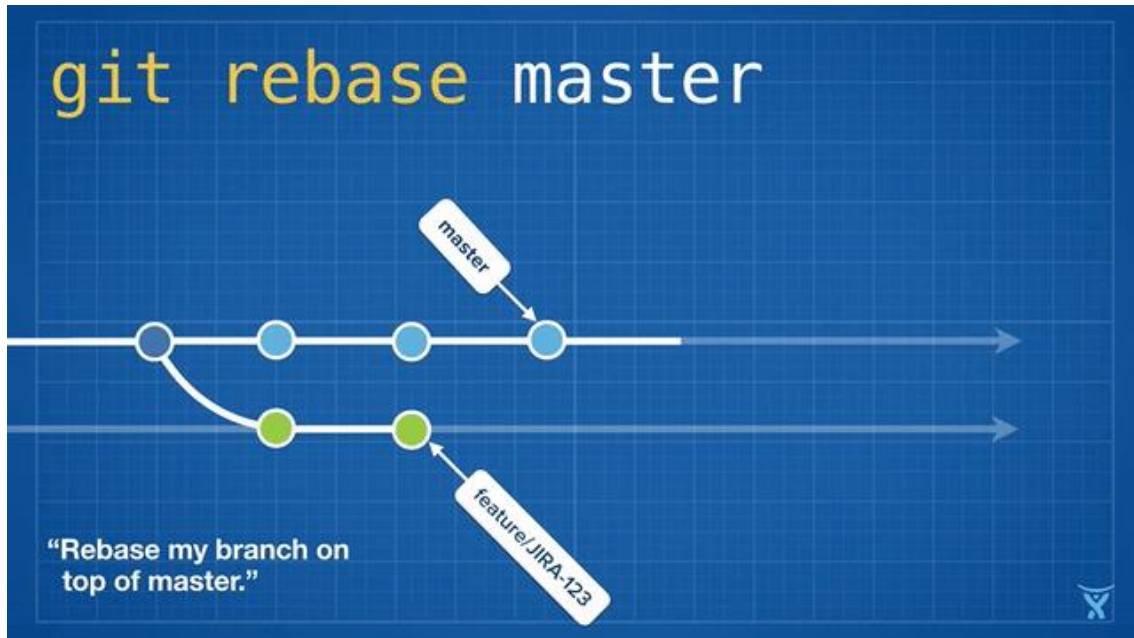 git rebase master
master
feature/JIRA-123
“Rebase my branch on
top of master.”